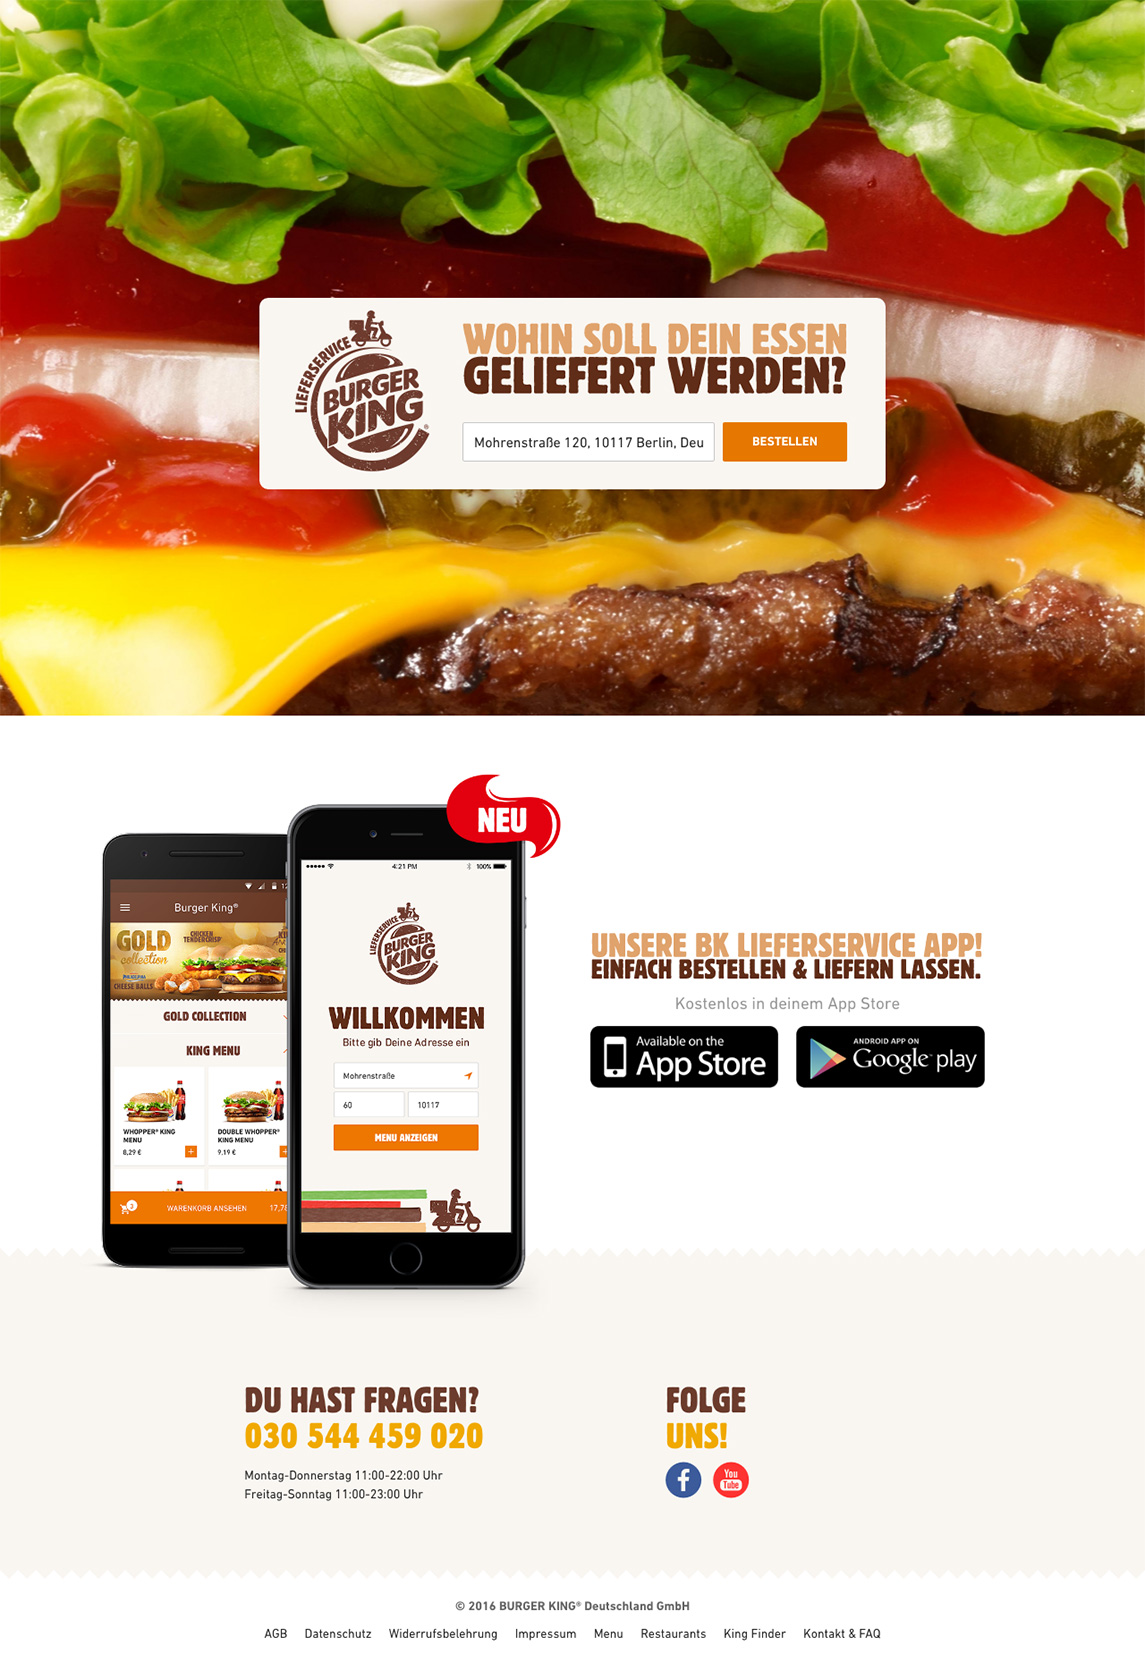 LIEFERSERVICE
BURGER
KING®
WOHIN SOLL DEIN ESSEN
GELIEFERT WERDEN?
Mohrenstraße 120, 10117 Berlin, Deu
BESTELLEN
NEU
Burger King®
GOLD
collection
CHICKEN
TENDERCRISP
PHILADELPHIA
CHEESE BALLS
GOLD COLLECTION
KING MENU
WHOPPER® KING
MENU
8,29 €
DOUBLE WHOPPER®
KING MENU
9,19 €
3
WARENKORB ANSEHEN
17,78
4:21 PM
100%
LIEFERSERVICE
BURGER
KING
WILLKOMMEN
Bitte gib Deine Adresse ein
Mohrenstraße
60
10117
MENU ANZEIGEN
UNSERE BK LIEFERSERVICE APP!
EINFACH BESTELLEN & LIEFERN LASSEN.
Kostenlos in deinem App Store
Available on the
App Store
ANDROID APP ON
Google play
DU HAST FRAGEN?
030 544 459 020
Montag-Donnerstag 11:00-22:00 Uhr
Freitag-Sonntag 11:00-23:00 Uhr
FOLGE
UNS!
f
You
Tube
© 2016 BURGER KING® Deutschland GmbH
AGB Datenschutz Widerrufsbelehrung Impressum Menu Restaurants King Finder Kontakt & FAQ